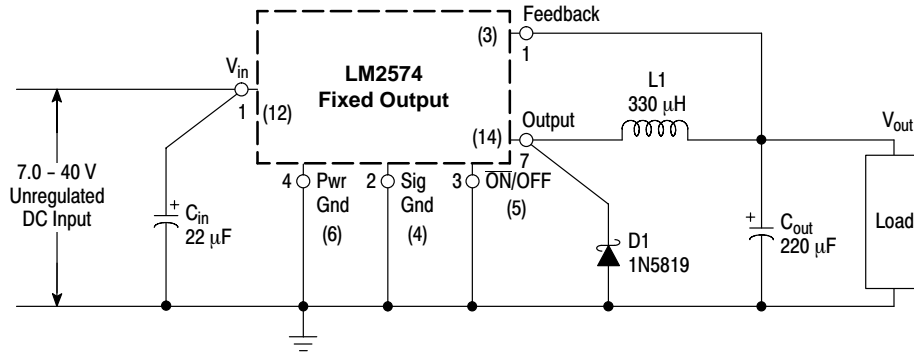 Feedback
(3)
1
LM2574
Fixed Output
V_in
1
(12)
L1
330 µH
Output
(14)
7
V_out
4
Pwr
Gnd
(6)
2
Sig
Gnd
(4)
3
O̅N̅/OFF
(5)
7.0 – 40 V
Unregulated
DC Input
+
C_in
22 µF
D1
1N5819
+
C_out
220 µF
Load